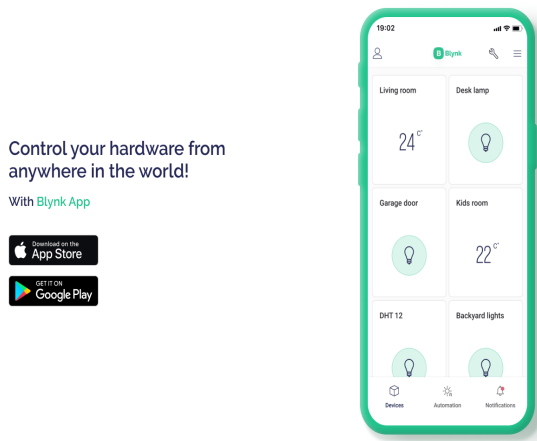 Control your hardware from
anywhere in the world!
With Blynk App
Download on the
App Store
GET IT ON
Google Play
19:02
B Blynk
Living room
Desk lamp
24 C°
Garage door
Kids room
22 C°
DHT 12
Backyard lights
Devices
Automation
Notifications